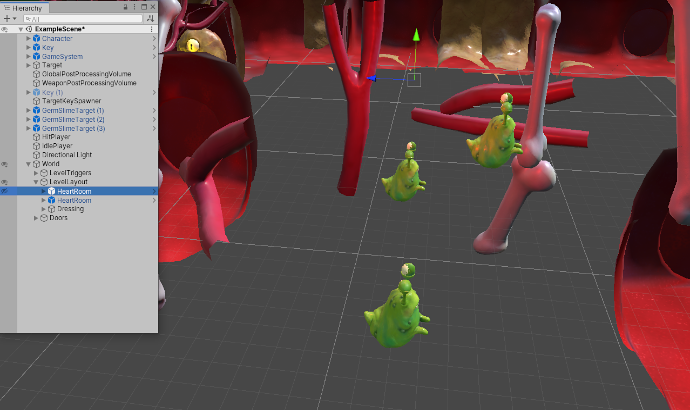 Hierarchy
All
ExampleScene*
Character
Key
GameSystem
Target
GlobalPostProcessingVolume
WeaponPostProcessingVolume
Key (1)
TargetKeySpawner
GermSlimeTarget (1)
GermSlimeTarget (2)
GermSlimeTarget (3)
HitPlayer
IdlePlayer
Directional Light
World
LevelTriggers
LevelLayout
HeartRoom
HeartRoom
Dressing
Doors